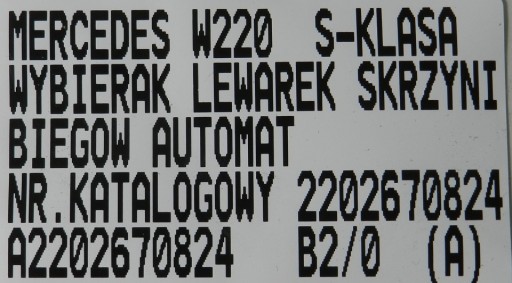 MERCEDES W220 S-KLASA
WYBIERAK LEWAREK SKRZYNI
BIEGOW AUTOMAT
NR.KATALOGOWY 2202670824
A2202670824 B2/0 (A)